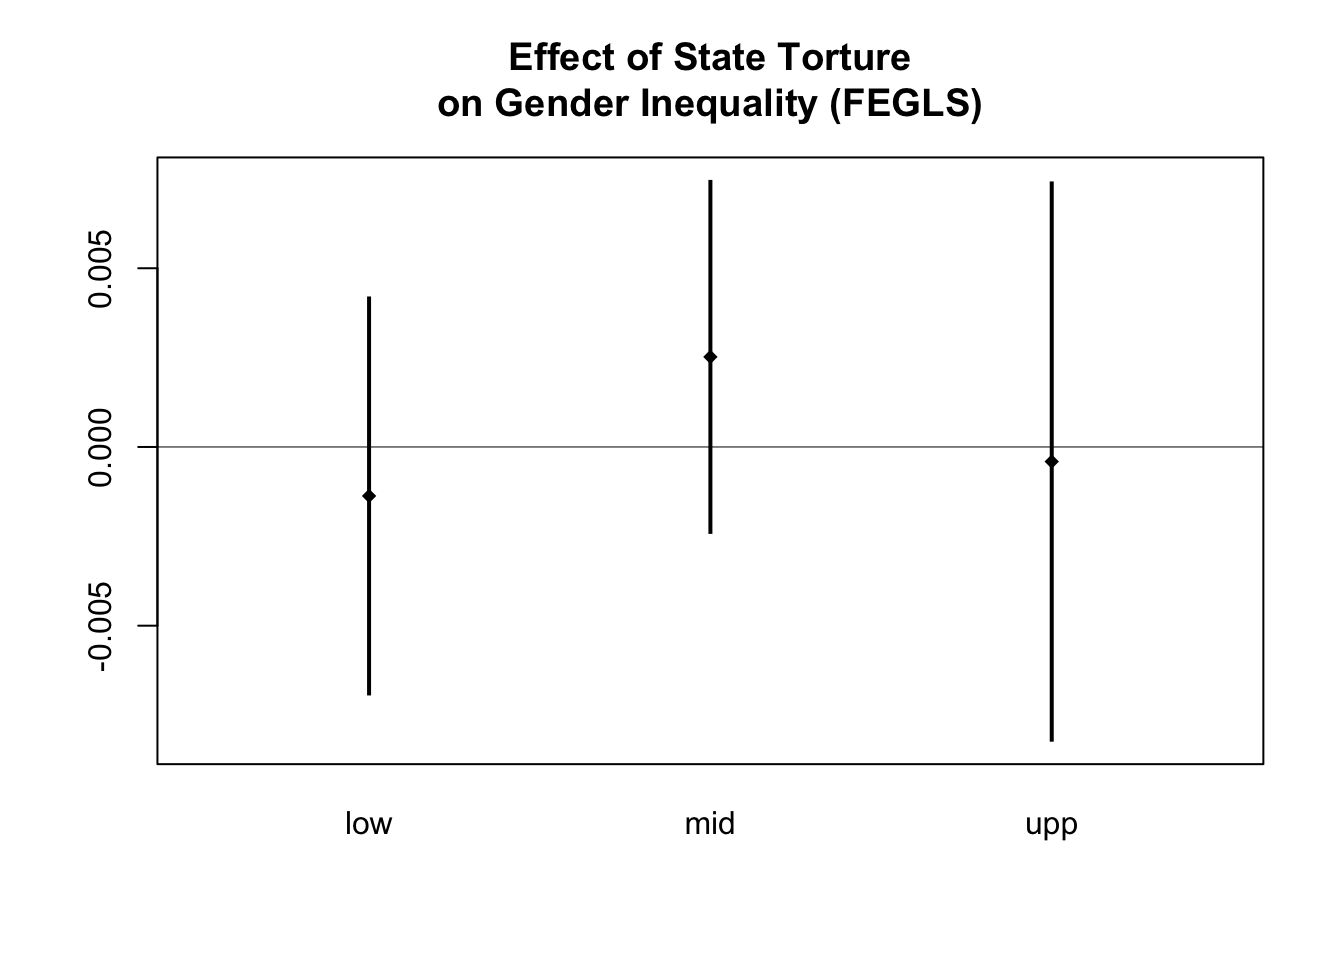 Effect of State Torture
on Gender Inequality (FEGLS)
0.005
0.000
-0.005
low
mid
upp